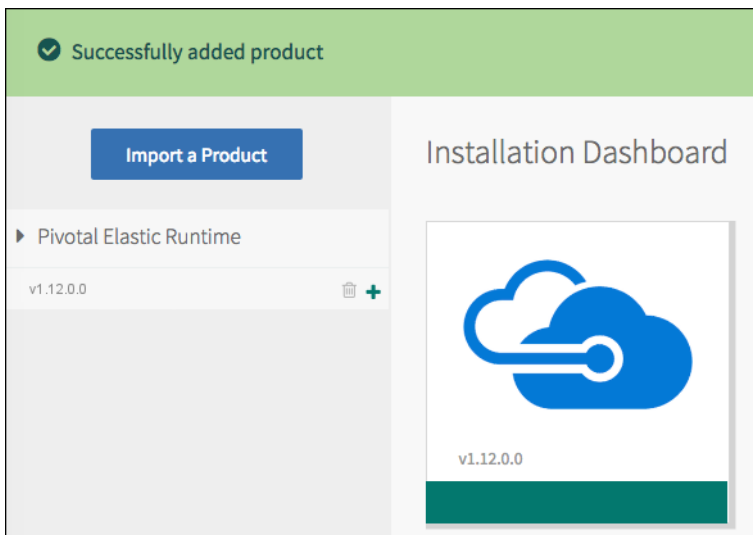 Successfully added product
Import a Product
Installation Dashboard
Pivotal Elastic Runtime
v1.12.0.0
v1.12.0.0